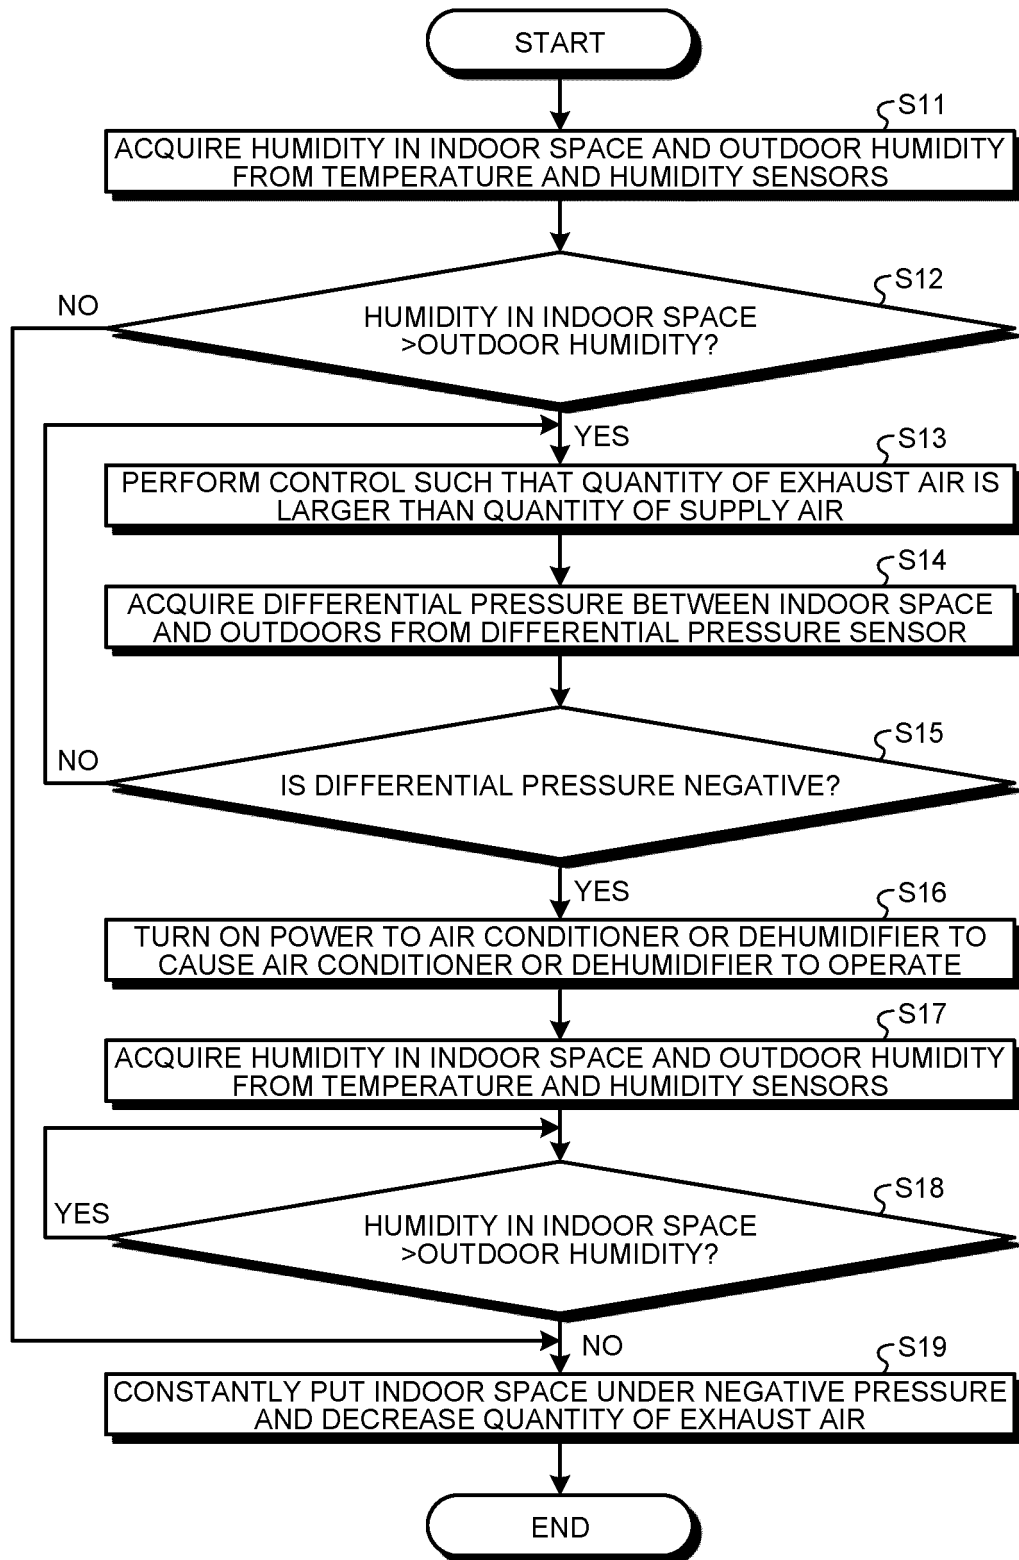 START
S11
ACQUIRE HUMIDITY IN INDOOR SPACE AND OUTDOOR HUMIDITY
FROM TEMPERATURE AND HUMIDITY SENSORS
S12
NO
HUMIDITY IN INDOOR SPACE
>OUTDOOR HUMIDITY?
YES
S13
PERFORM CONTROL SUCH THAT QUANTITY OF EXHAUST AIR IS
LARGER THAN QUANTITY OF SUPPLY AIR
S14
ACQUIRE DIFFERENTIAL PRESSURE BETWEEN INDOOR SPACE
AND OUTDOORS FROM DIFFERENTIAL PRESSURE SENSOR
S15
NO
IS DIFFERENTIAL PRESSURE NEGATIVE?
YES
S16
TURN ON POWER TO AIR CONDITIONER OR DEHUMIDIFIER TO
CAUSE AIR CONDITIONER OR DEHUMIDIFIER TO OPERATE
S17
ACQUIRE HUMIDITY IN INDOOR SPACE AND OUTDOOR HUMIDITY
FROM TEMPERATURE AND HUMIDITY SENSORS
S18
YES
HUMIDITY IN INDOOR SPACE
>OUTDOOR HUMIDITY?
NO
S19
CONSTANTLY PUT INDOOR SPACE UNDER NEGATIVE PRESSURE
AND DECREASE QUANTITY OF EXHAUST AIR
END